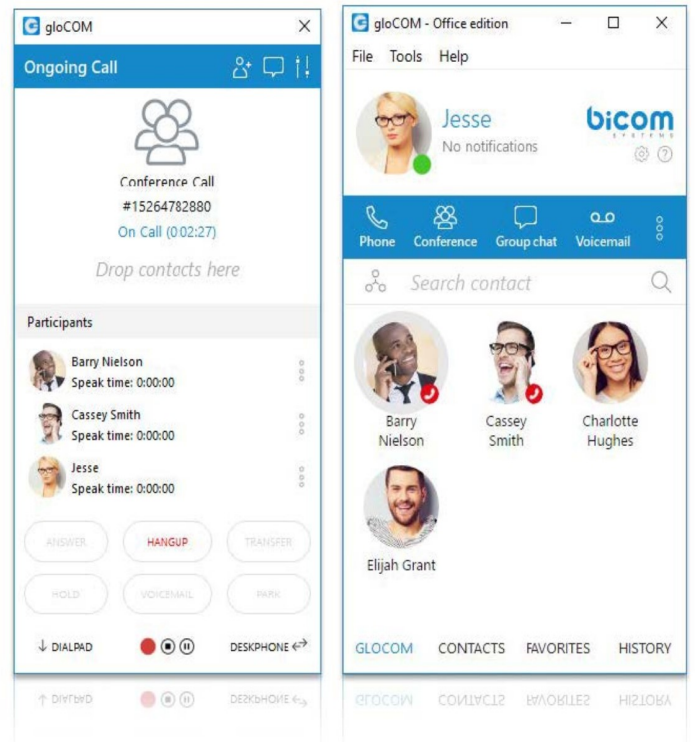 gloCOM
Ongoing Call
Conference Call
#15264782880
On Call (0:02:27)
Drop contacts here
Participants
Barry Nielson
Speak time: 0:00:00
Cassey Smith
Speak time: 0:00:00
Jesse
Speak time: 0:00:00
ANSWER HANGUP TRANSFER
HOLD VOICEMAIL PARK
DIALPAD DESKPHONE
gloCOM - Office edition
File Tools Help
Jesse
No notifications
bicom
SYSTEMS
Phone Conference Group chat Voicemail
Search contact
Barry
Nielson
Cassey
Smith
Charlotte
Hughes
Elijah Grant
GLOCOM CONTACTS FAVORITES HISTORY